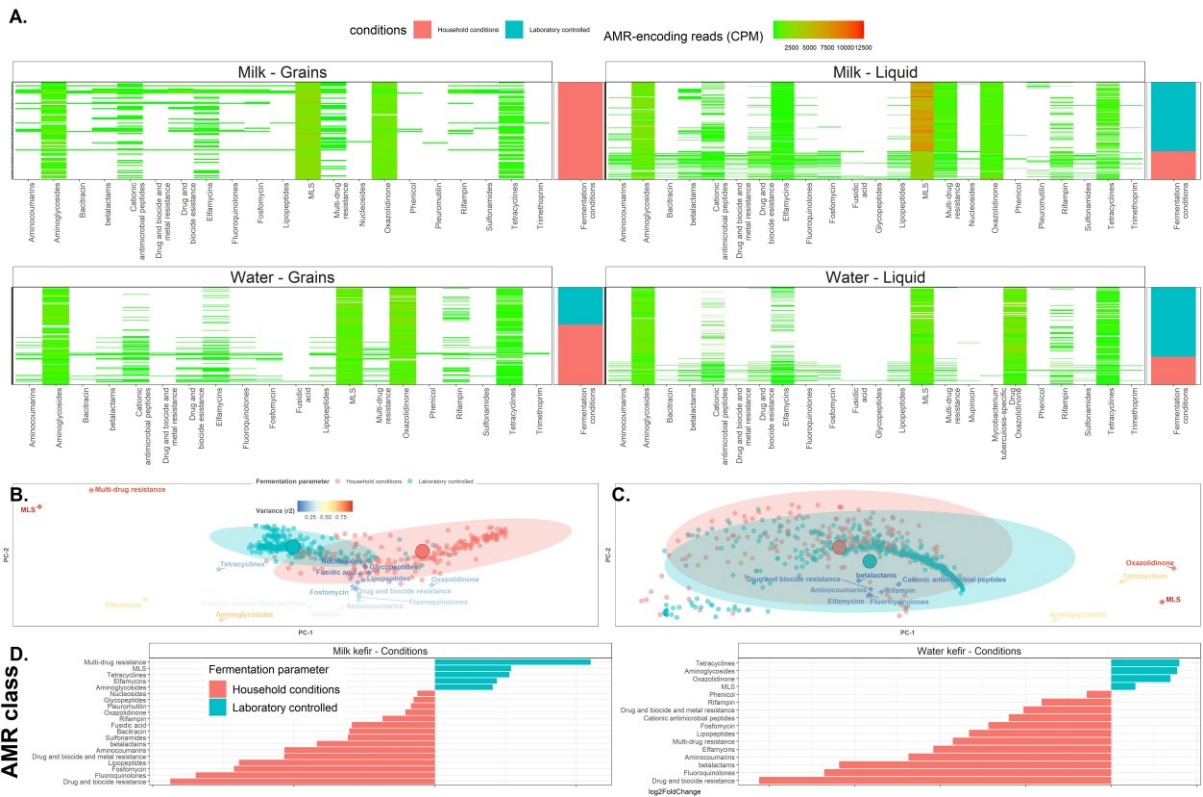 A.
conditions Household conditions Laboratory controlled AMR-encoding reads (CPM)
2500 5000 7500 10000 12500
Milk - Grains
Aminocoumarins
Aminoglycosides
Bacitracin
betalactams
Cationic
antimicrobial peptides
Drug and biocide and
metal resistance
Drug and
biocide esistance
Elfamycins
Fluoroquinolones
Fosfomycin
Lipopeptides
MLS
Multi-drug
resistance
Nucleosides
Oxazolidinone
Phenicol
Pleuromutilin
Rifampin
Sulfonamides
Tetracyclines
Trimethoprim
Fermentation
conditions
Milk - Liquid
Aminocoumarins
Aminoglycosides
Bacitracin
betalactams
Cationic
antimicrobial peptides
Drug and biocide and
metal resistance
Drug and
biocide esistance
Elfamycins
Fluoroquinolones
Fosfomycin
Fusidic
acid
Glycopeptides
Lipopeptides
MLS
Multi-drug
resistance
Nucleosides
Oxazolidinone
Phenicol
Pleuromutilin
Rifampin
Sulfonamides
Tetracyclines
Trimethoprim
Fermentation
conditions
Water - Grains
Aminocoumarins
Aminoglycosides
Bacitracin
betalactams
Cationic
antimicrobial peptides
Drug and biocide and
metal resistance
Drug and
biocide esistance
Elfamycins
Fluoroquinolones
Fosfomycin
Fusidic
acid
Lipopeptides
MLS
Multi-drug
resistance
Oxazolidinone
Phenicol
Rifampin
Sulfonamides
Tetracyclines
Trimethoprim
Fermentation
conditions
Water - Liquid
Aminocoumarins
Aminoglycosides
Bacitracin
betalactams
Cationic
antimicrobial peptides
Drug and biocide and
metal resistance
Drug and
biocide esistance
Elfamycins
Fluoroquinolones
Fosfomycin
Fusidic
acid
Glycopeptides
Lipopeptides
MLS
Multi-drug
resistance
Mupirocin
Mycobacterium
tuberculosis-specific
Drug
Oxazolidinone
Phenicol
Rifampin
Sulfonamides
Tetracyclines
Trimethoprim
Fermentation
conditions
B.
Fermentation parameter Household conditions Laboratory controlled
Variance (r2)
0.25 0.50 0.75
Multi-drug resistance
MLS
Tetracyclines
Nucleosides
Glycopeptides
Fusidic acid
Lipopeptides
Oxazolidinone
Fosfomycin
Drug and biocide resistance
Fluoroquinolones
Elfamycins
Aminocoumarins
Aminoglycosides
PC-2
PC-1
C.
betalactams
Drug and biocide resistance
Cationic antimicrobial peptides
Aminocoumarins
Rifampin
Elfamycins
Fluoroquinolones
Oxazolidinone
Tetracyclines
MLS
Aminoglycosides
PC-2
PC-1
D.
AMR class
Milk kefir - Conditions
Fermentation parameter
Household conditions
Laboratory controlled
Multi-drug resistance
MLS
Tetracyclines
Elfamycins
Aminoglycosides
Nucleosides
Glycopeptides
Pleuromutilin
Oxazolidinone
Rifampin
Fusidic acid
Bacitracin
Sulfonamides
betalactams
Aminocoumarins
Drug and biocide and metal resistance
Lipopeptides
Fosfomycin
Fluoroquinolones
Drug and biocide resistance
Water kefir - Conditions
Tetracyclines
Aminoglycosides
Oxazolidinone
MLS
Phenicol
Rifampin
Drug and biocide and metal resistance
Cationic antimicrobial peptides
Fosfomycin
Lipopeptides
Multi-drug resistance
Elfamycins
Aminocoumarins
betalactams
Fluoroquinolones
Drug and biocide resistance
log2FoldChange